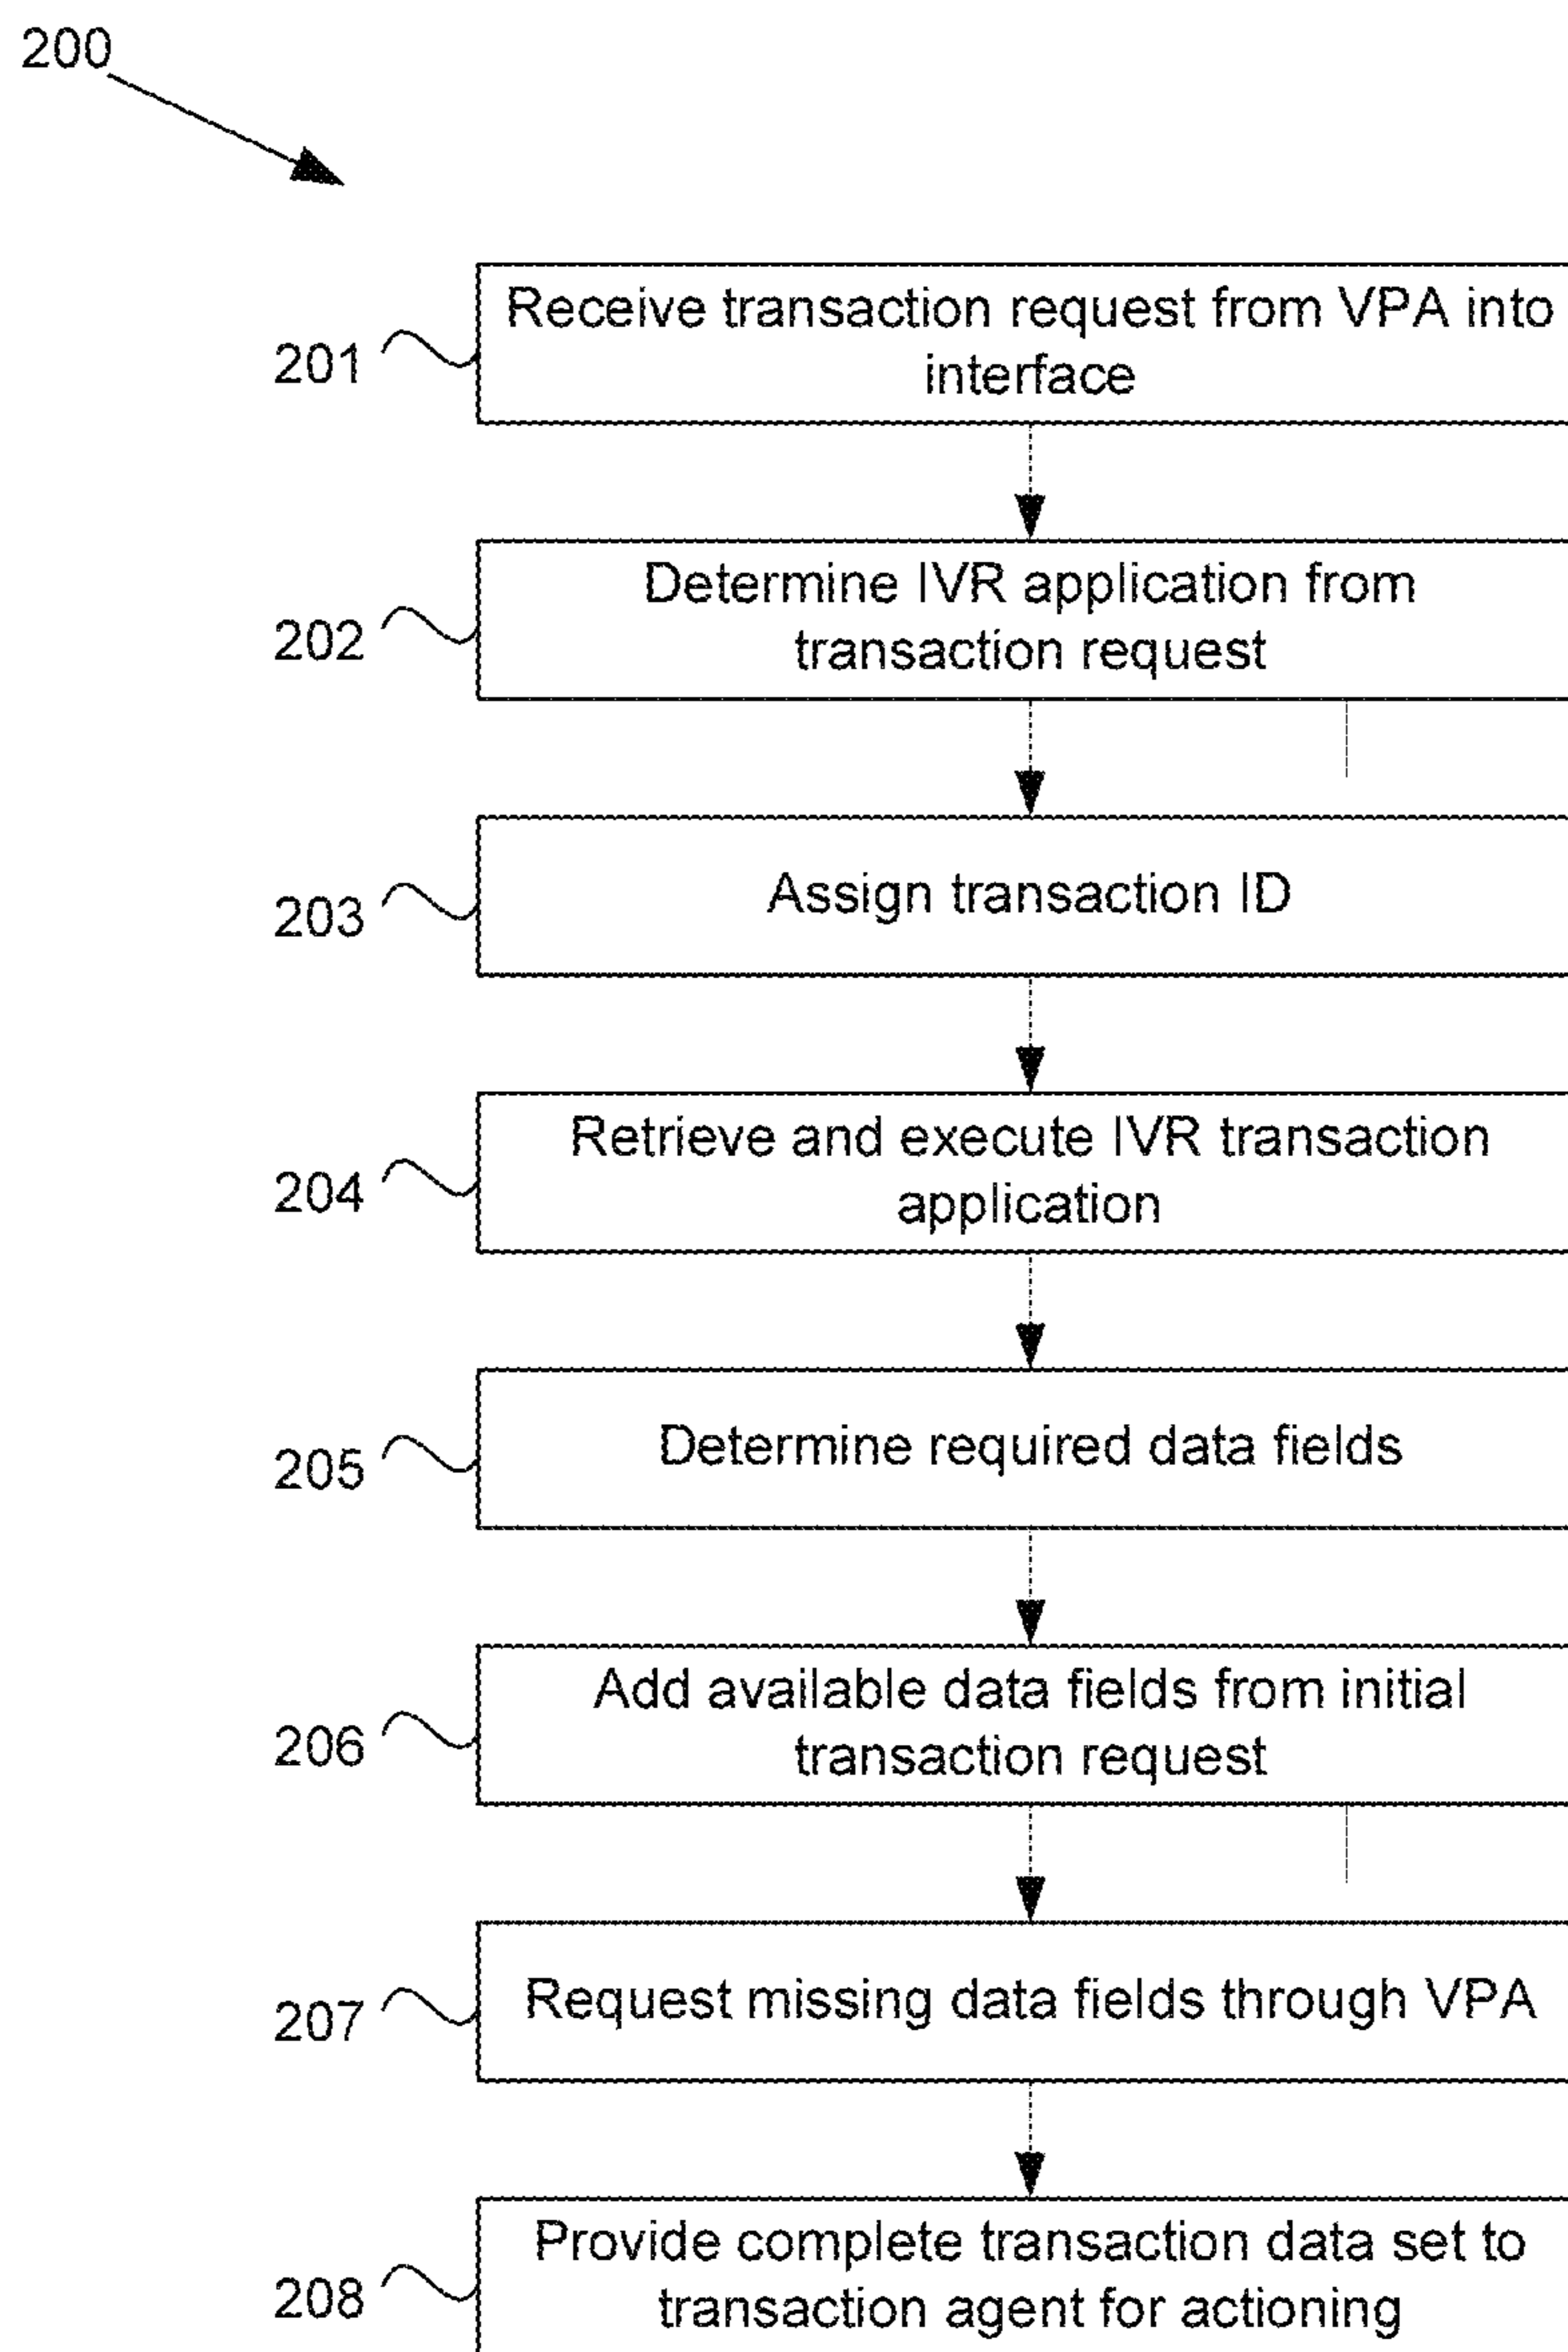 200
201
Receive transaction request from VPA into
interface
202
Determine IVR application from
transaction request
203
Assign transaction ID
204
Retrieve and execute IVR transaction
application
205
Determine required data fields
206
Add available data fields from initial
transaction request
207
Request missing data fields through VPA
208
Provide complete transaction data set to
transaction agent for actioning